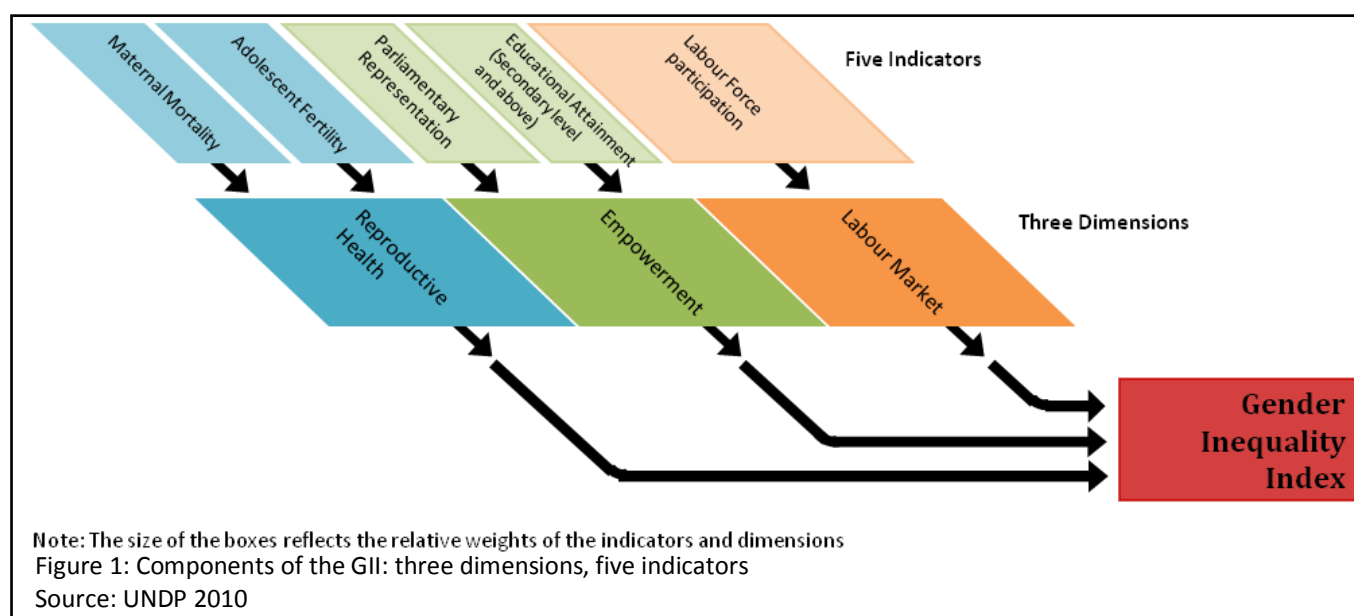 Maternal Mortality
Adolescent Fertility
Parliamentary
Representation
Educational Attainment
(Secondary level
and above)
Labour Force
participation
Five Indicators
Reproductive
Health
Empowerment
Labour Market
Three Dimensions
Gender
Inequality
Index
Note: The size of the boxes reflects the relative weights of the indicators and dimensions
Figure 1: Components of the GII: three dimensions, five indicators
Source: UNDP 2010